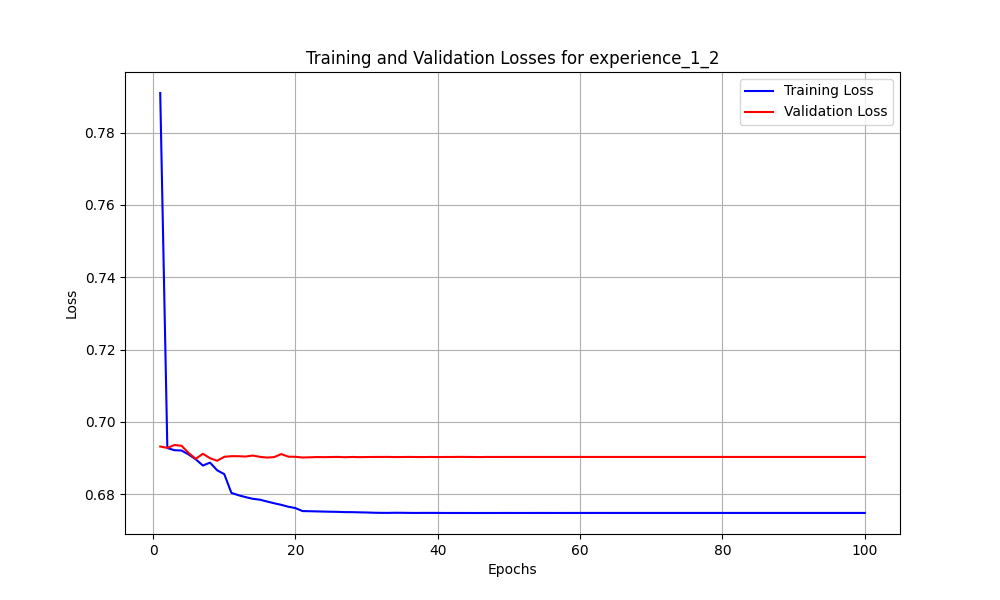 Training and Validation Losses for experience_1_2
Training Loss
Validation Loss
0.78
0.76
0.74
0.72
0.70
0.68
Loss
0 20 40 60 80 100
Epochs